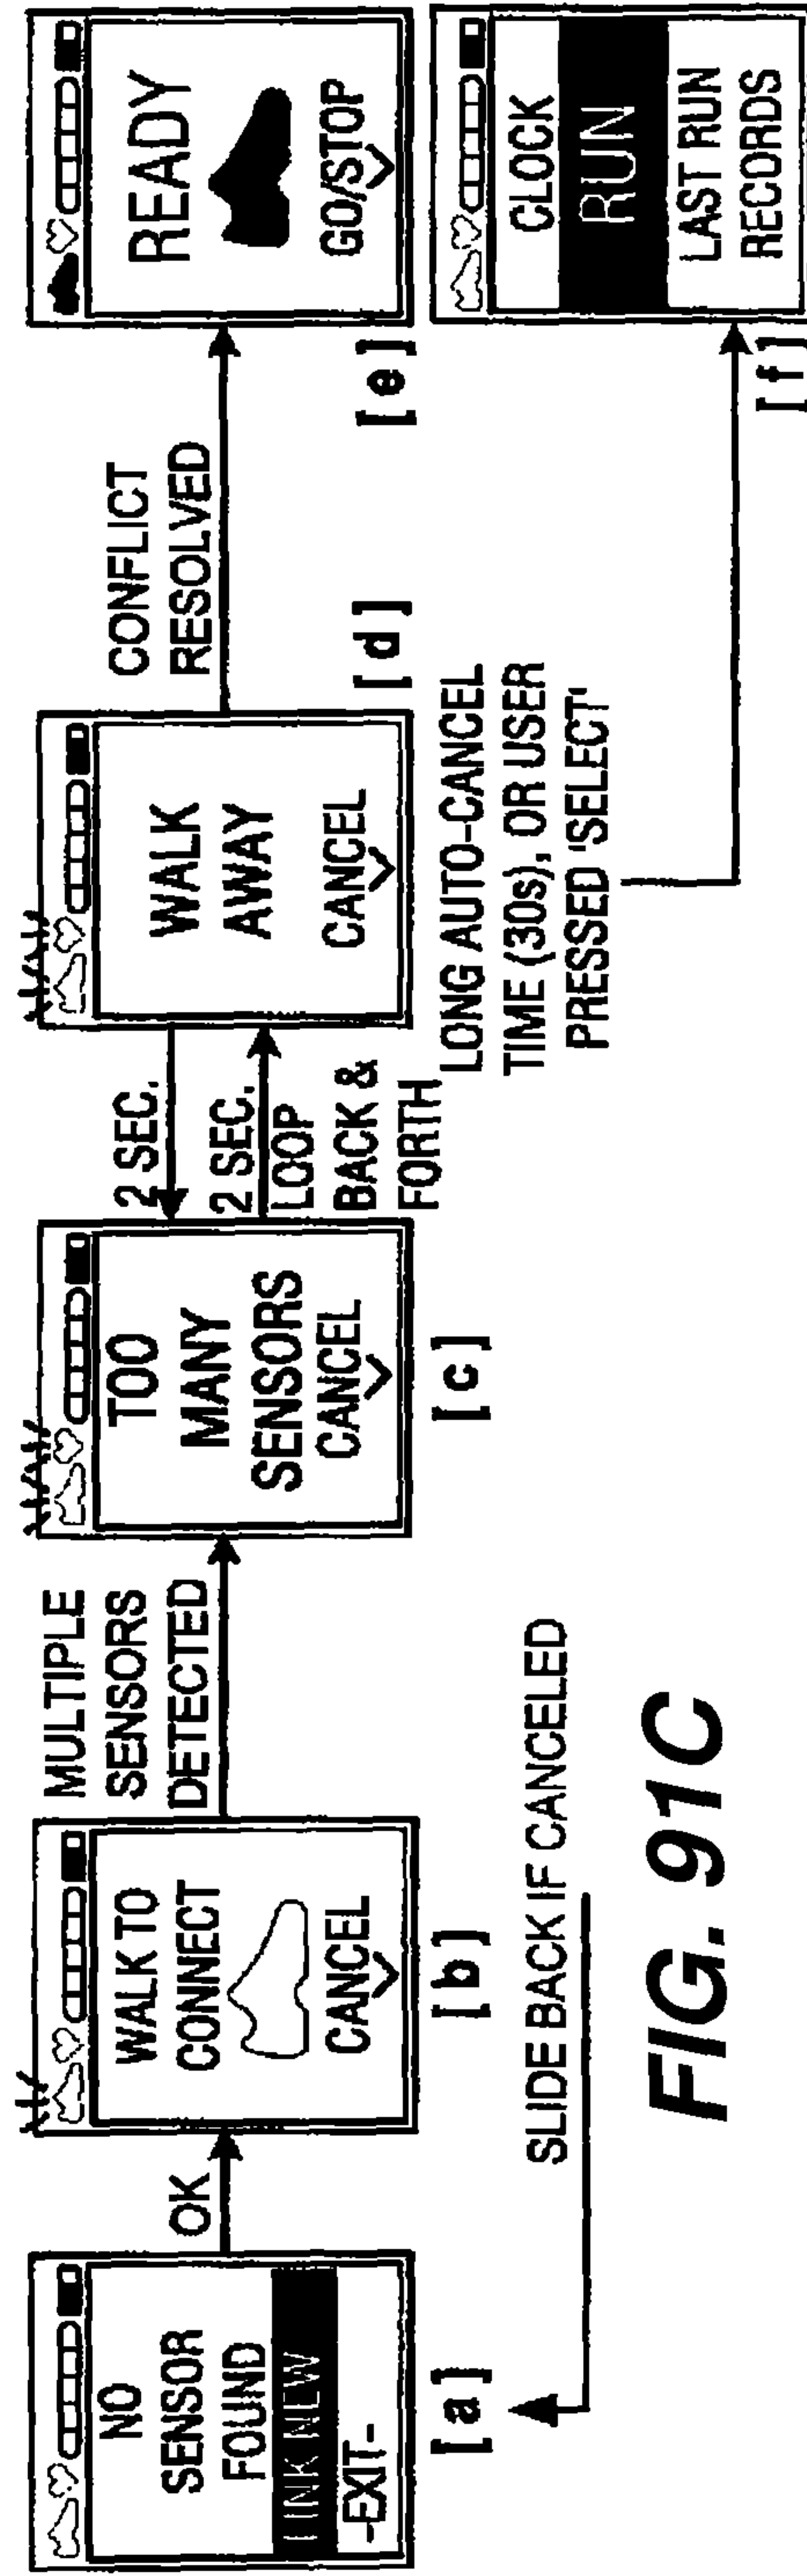 NO
SENSOR
FOUND
LINK NEW
-EXIT-
[a]
OK
WALK TO
CONNECT
CANCEL
[b]
SLIDE BACK IF CANCELED
MULTIPLE
SENSORS
DETECTED
TOO
MANY
SENSORS
CANCEL
[c]
2 SEC.
2 SEC.
LOOP
BACK &
FORTH
WALK
AWAY
CANCEL
[d]
LONG AUTO-CANCEL
TIME (30s), OR USER
PRESSED 'SELECT'
CONFLICT
RESOLVED
READY
GO/STOP
[e]
CLOCK
RUN
LAST RUN
RECORDS
[f]
FIG. 91C